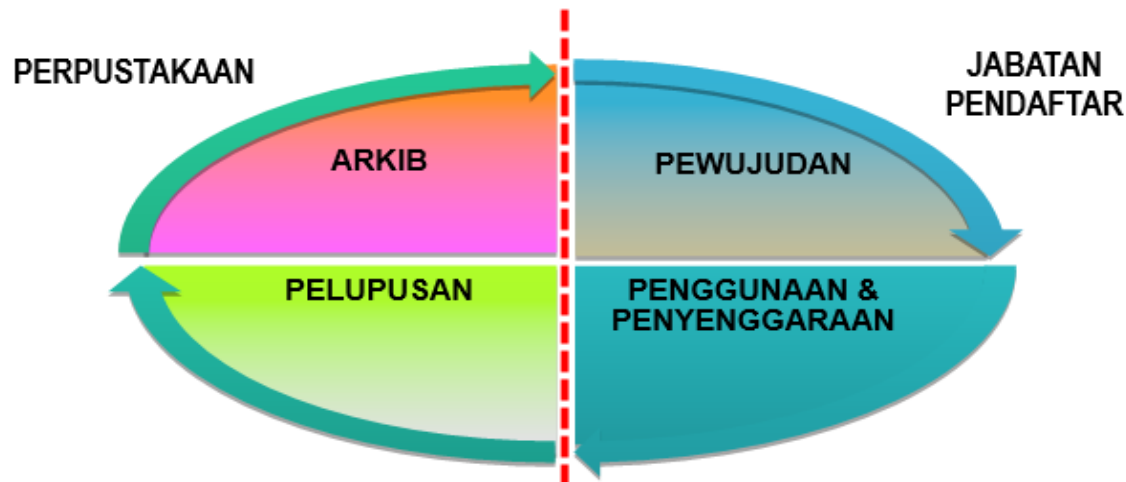 PERPUSTAKAAN
JABATAN
PENDAFTAR
ARKIB
PEWUJUDAN
PELUPUSAN
PENGGUNAAN &
PENYENGGARAAN